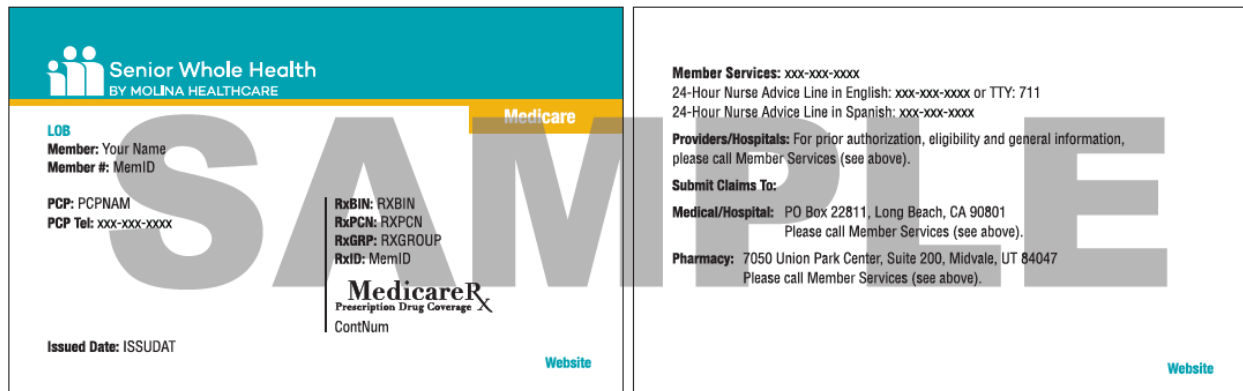 Senior Whole Health
BY MOLINA HEALTHCARE
Medicare
LOB
Member: Your Name
Member #: MemID
PCP: PCPNAM
PCP Tel: xxx-xxx-xxxx
RxBIN: RXBIN
RxPCN: RXPCN
RxGRP: RXGROUP
RxID: MemID
MedicareRx
Prescription Drug Coverage
ContNum
Issued Date: ISSUDAT
Website
Member Services: xxx-xxx-xxxx
24-Hour Nurse Advice Line in English: xxx-xxx-xxxx or TTY: 711
24-Hour Nurse Advice Line in Spanish: xxx-xxx-xxxx
Providers/Hospitals: For prior authorization, eligibility and general information,
please call Member Services (see above).
Submit Claims To:
Medical/Hospital: PO Box 22811, Long Beach, CA 90801
Please call Member Services (see above).
Pharmacy: 7050 Union Park Center, Suite 200, Midvale, UT 84047
Please call Member Services (see above).
Website
SAMPLE